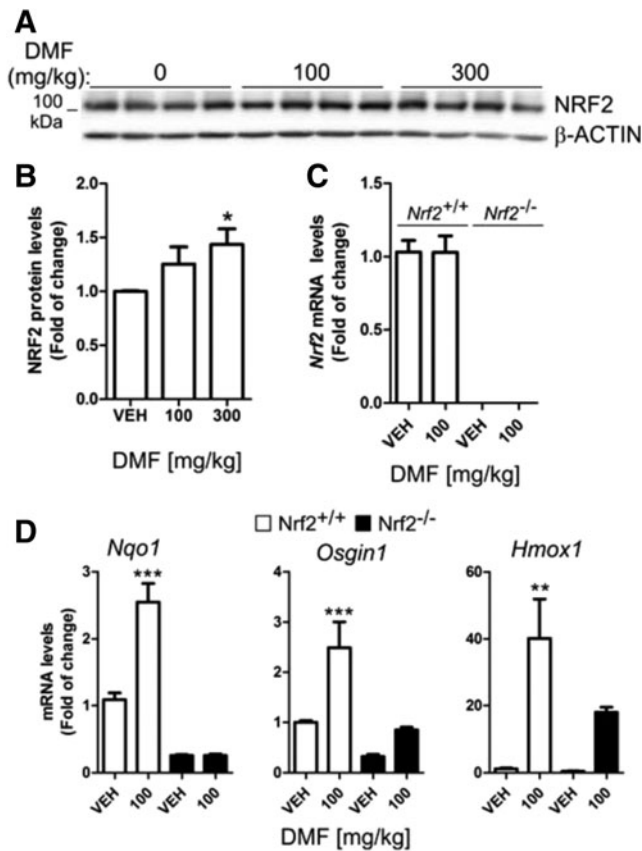 A
DMF
(mg/kg):
0
100
300
100
kDa
NRF2
β-ACTIN
B
NRF2 protein levels
(Fold of change)
2.0
1.5
1.0
0.5
0.0
*
VEH
100
300
DMF [mg/kg]
C
Nrf2 mRNA levels
(Fold of change)
1.5
1.0
0.5
0.0
Nrf2+/+
Nrf2-/-
VEH
100
VEH
100
DMF [mg/kg]
D
Nrf2+/+
Nrf2-/-
Nqo1
mRNA levels
(Fold of change)
3
2
1
0
***
VEH
100
VEH
100
Osgin1
4
3
2
1
0
***
VEH
100
VEH
100
Hmox1
60
40
20
0
**
VEH
100
VEH
100
DMF [mg/kg]